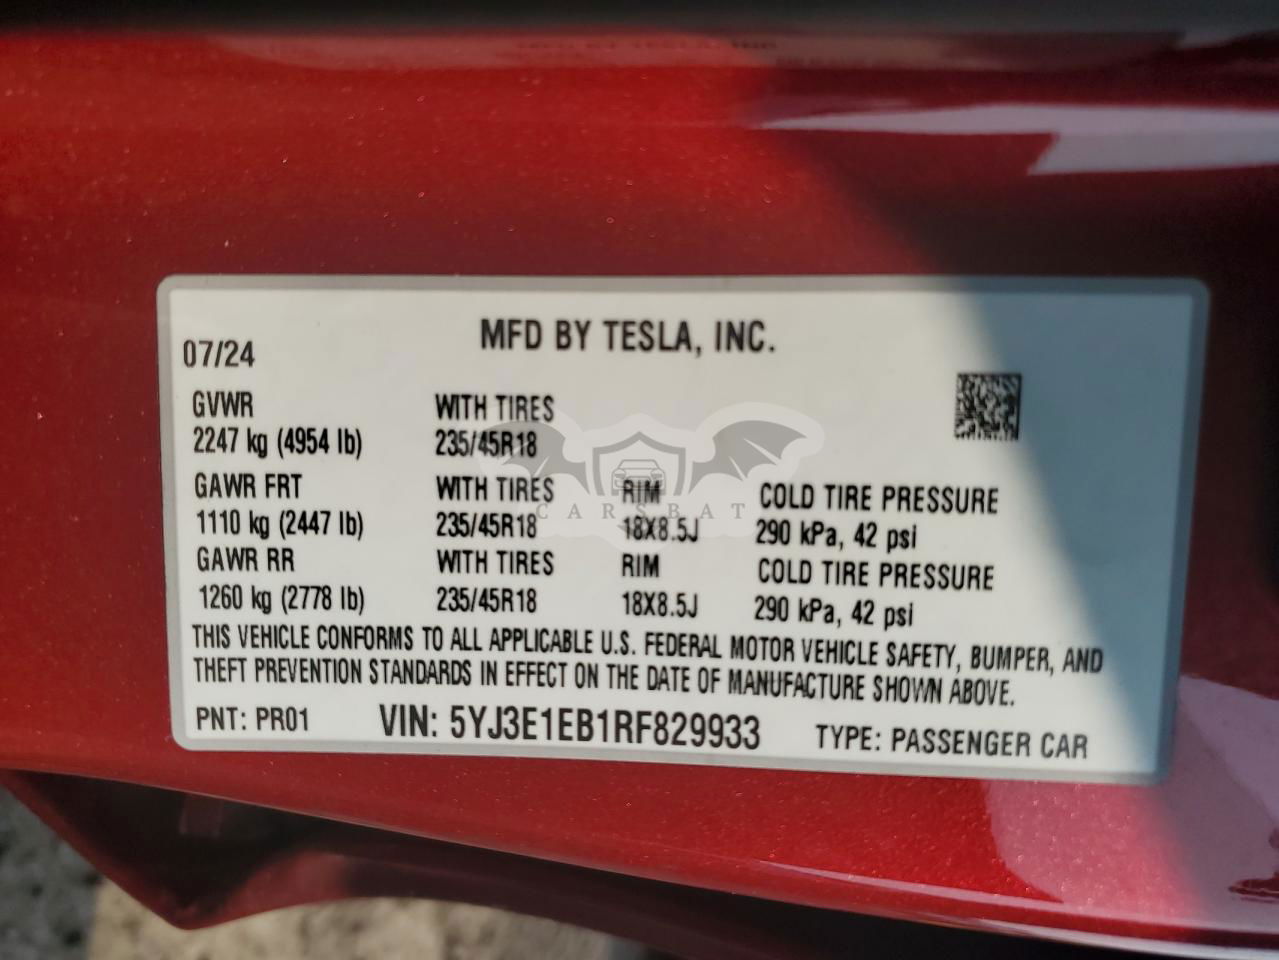 MFD BY TESLA, INC.
07/24
GVWR WITH TIRES
2247 kg (4954 lb) 235/45R18
GAWR FRT WITH TIRES RIM COLD TIRE PRESSURE
1110 kg (2447 lb) 235/45R18 18X8.5J 290 kPa, 42 psi
GAWR RR WITH TIRES RIM COLD TIRE PRESSURE
1260 kg (2778 lb) 235/45R18 18X8.5J 290 kPa, 42 psi
THIS VEHICLE CONFORMS TO ALL APPLICABLE U.S. FEDERAL MOTOR VEHICLE SAFETY, BUMPER, AND
THEFT PREVENTION STANDARDS IN EFFECT ON THE DATE OF MANUFACTURE SHOWN ABOVE.
PNT: PR01 VIN: 5YJ3E1EB1RF829933 TYPE: PASSENGER CAR
CARSBAT